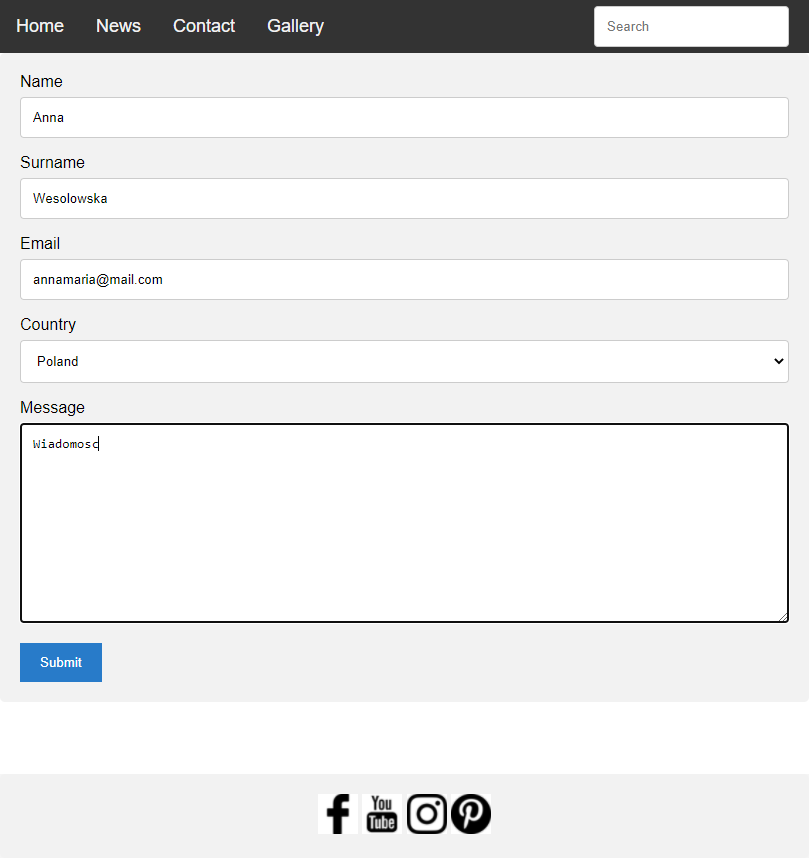 Home News Contact Gallery Search
Name
Anna
Surname
Wesolowska
Email
annamaria@mail.com
Country
Poland
Message
Wiadomosc
Submit
You
Tube